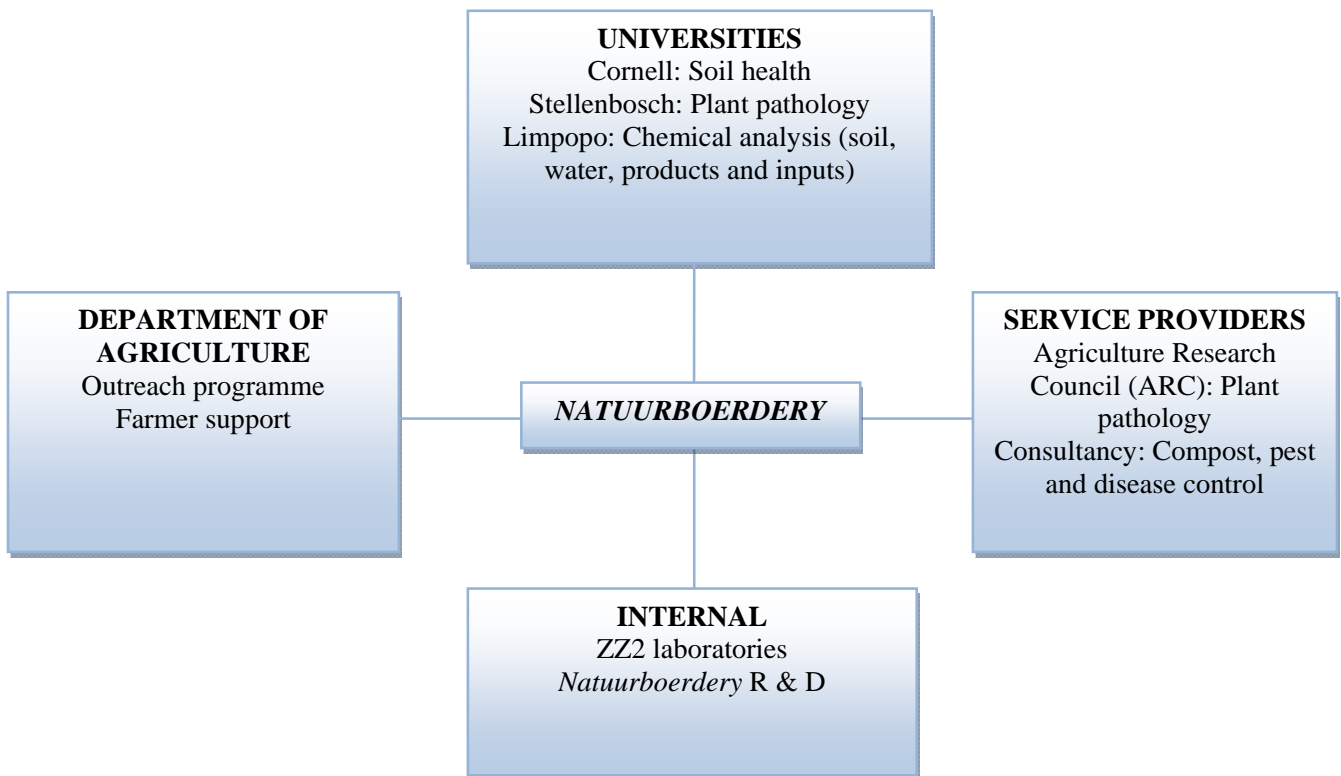 UNIVERSITIES
Cornell: Soil health
Stellenbosch: Plant pathology
Limpopo: Chemical analysis (soil,
water, products and inputs)
DEPARTMENT OF
AGRICULTURE
Outreach programme
Farmer support
NATUURBOERDERY
SERVICE PROVIDERS
Agriculture Research
Council (ARC): Plant
pathology
Consultancy: Compost, pest
and disease control
INTERNAL
ZZ2 laboratories
Natuurboerdery R & D